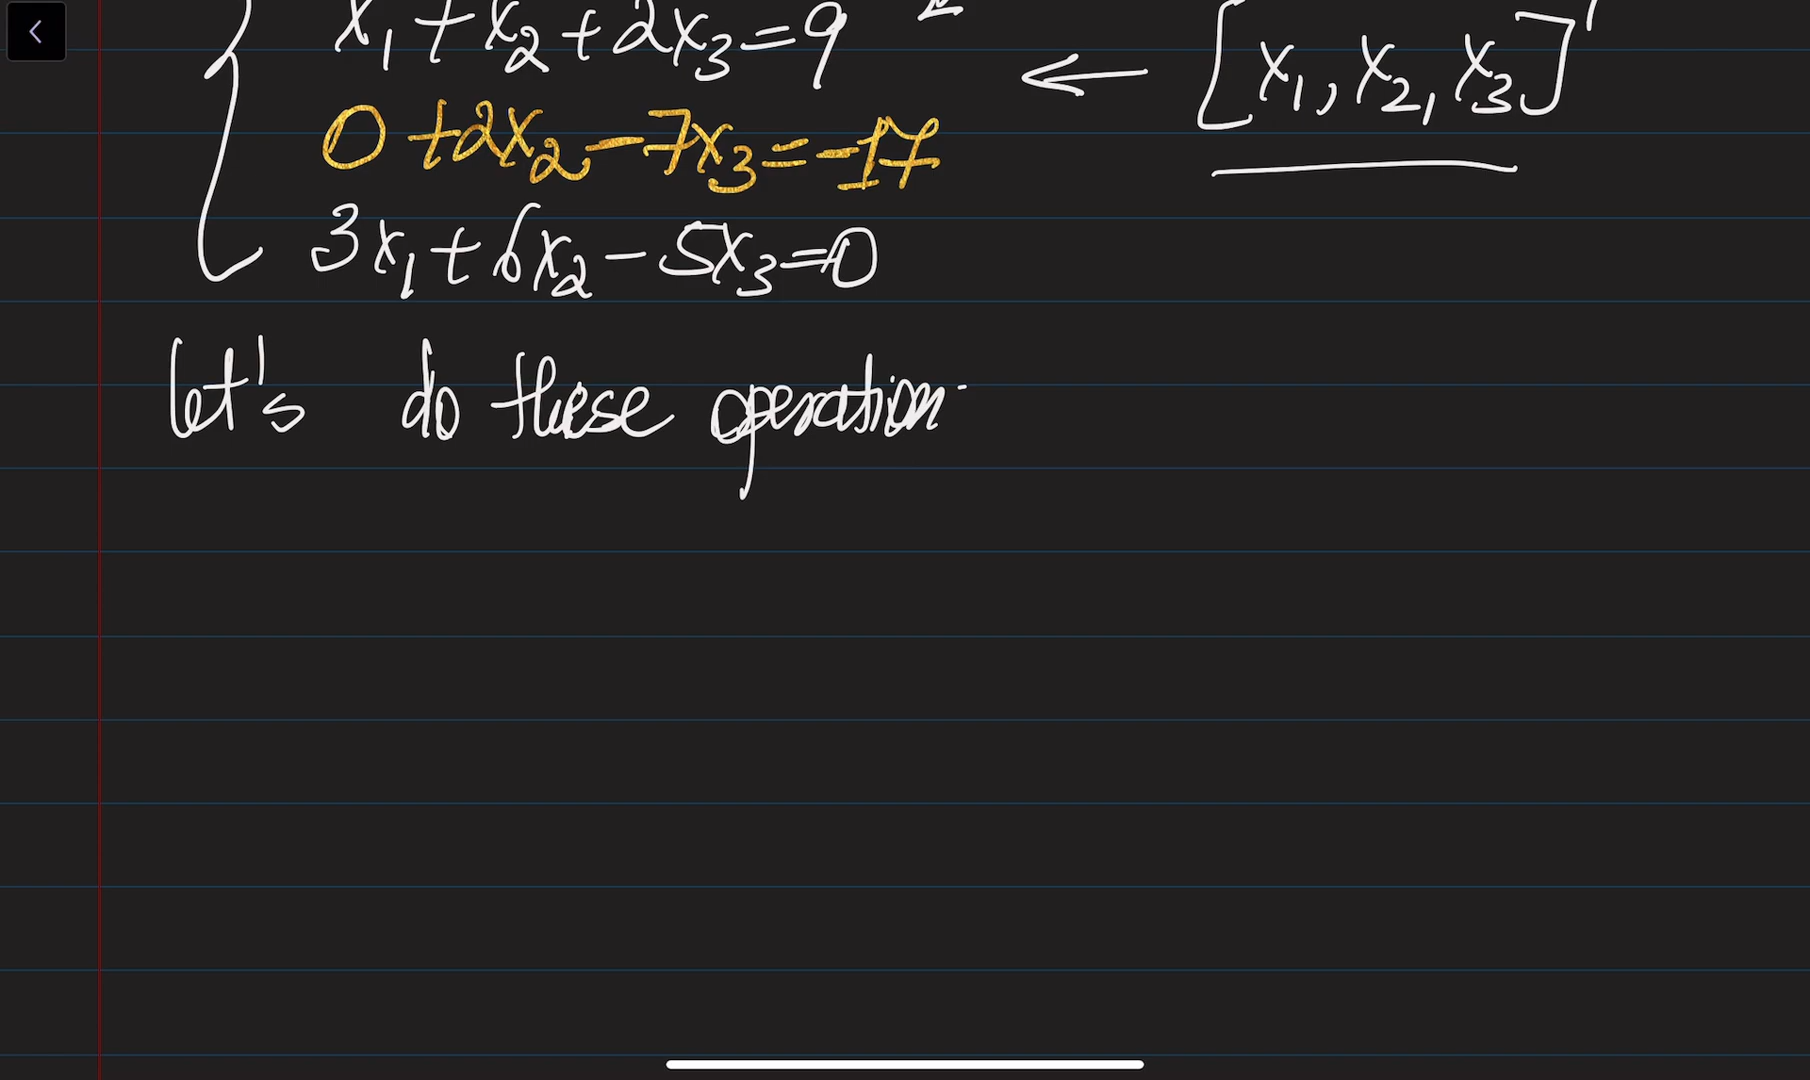 x₁+x₂+2x₃=9 ← [x₁, x₂, x₃]'
0+2x₂-7x₃=-17
3x₁+6x₂-5x₃=0
let's do these operation